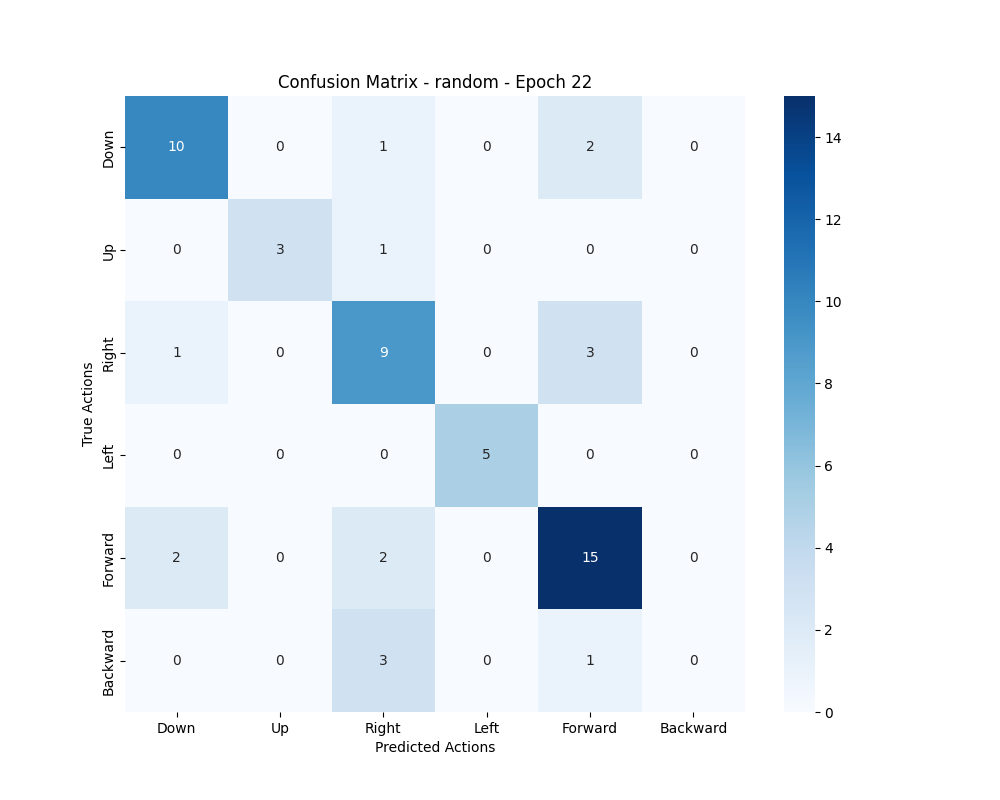 Confusion Matrix - random - Epoch 22
Down 10 0 1 0 2 0
Up 0 3 1 0 0 0
Right 1 0 9 0 3 0
Left 0 0 0 5 0 0
Forward 2 0 2 0 15 0
Backward 0 0 3 0 1 0
True Actions
Down Up Right Left Forward Backward
Predicted Actions
14
12
10
8
6
4
2
0